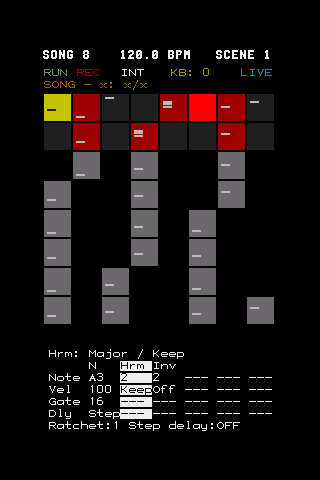 SONG 8 120.0 BPM SCENE 1
RUN REC INT KB: O LIVE
SONG - x: x/x
Hrm: Major / Keep
N Hrm Inv
Note A3 2 2 --- --- ---
Vel 100 Keep Off --- --- ---
Gate 16 --- --- --- --- ---
Dly Step --- --- --- --- ---
Ratchet:1 Step delay:OFF